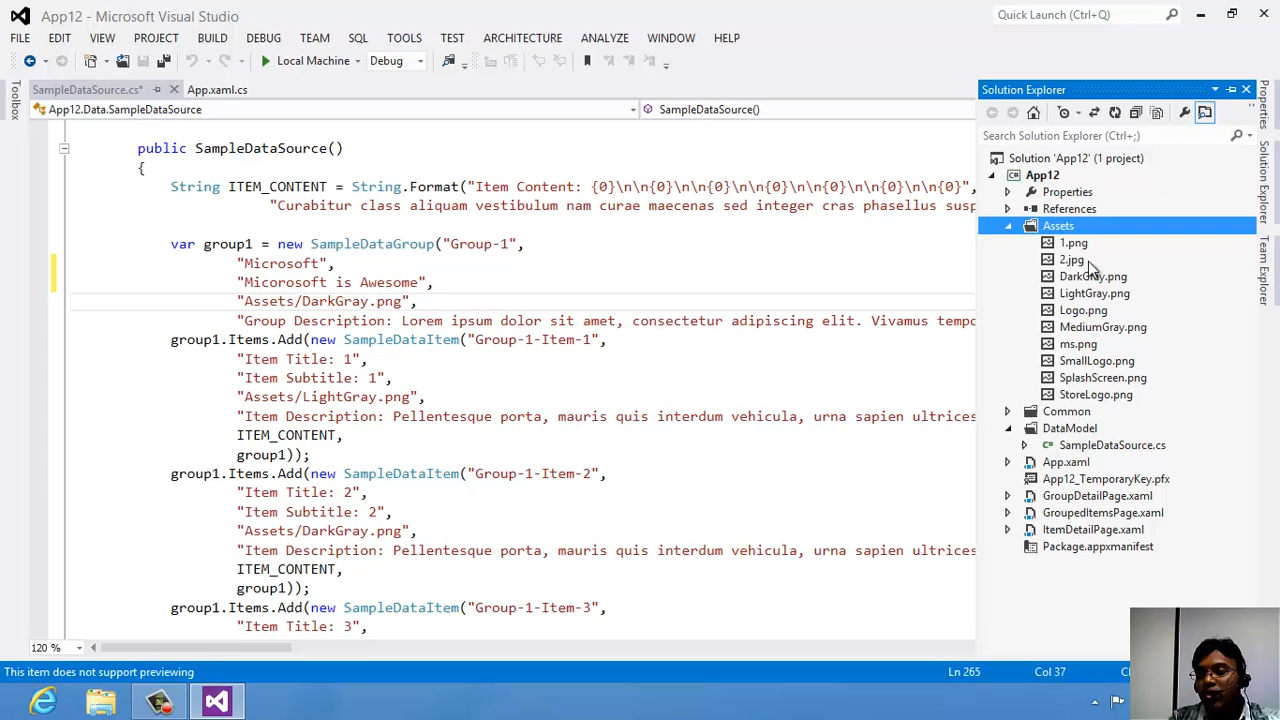 App12 - Microsoft Visual Studio
Quick Launch (Ctrl+Q)
FILE EDIT VIEW PROJECT BUILD DEBUG TEAM SQL TOOLS TEST ARCHITECTURE ANALYZE WINDOW HELP
Local Machine Debug
SampleDataSource.cs* App.xaml.cs
App12.Data.SampleDataSource SampleDataSource()
Toolbox
public SampleDataSource()
{
String ITEM_CONTENT = String.Format("Item Content: {0}\n\n{0}\n\n{0}\n\n{0}\n\n{0}\n\n{0}\n\n{0}",
"Curabitur class aliquam vestibulum nam curae maecenas sed integer cras phasellus susp
var group1 = new SampleDataGroup("Group-1",
"Microsoft",
"Micorosoft is Awesome",
"Assets/DarkGray.png",
"Group Description: Lorem ipsum dolor sit amet, consectetur adipiscing elit. Vivamus tempo
group1.Items.Add(new SampleDataItem("Group-1-Item-1",
"Item Title: 1",
"Item Subtitle: 1",
"Assets/LightGray.png",
"Item Description: Pellentesque porta, mauris quis interdum vehicula, urna sapien ultrices
ITEM_CONTENT,
group1));
group1.Items.Add(new SampleDataItem("Group-1-Item-2",
"Item Title: 2",
"Item Subtitle: 2",
"Assets/DarkGray.png",
"Item Description: Pellentesque porta, mauris quis interdum vehicula, urna sapien ultrices
ITEM_CONTENT,
group1));
group1.Items.Add(new SampleDataItem("Group-1-Item-3",
"Item Title: 3",
120 %
Solution Explorer
Search Solution Explorer (Ctrl+;)
Solution 'App12' (1 project)
App12
Properties
References
Assets
1.png
2.jpg
DarkGray.png
LightGray.png
Logo.png
MediumGray.png
ms.png
SmallLogo.png
SplashScreen.png
StoreLogo.png
Common
DataModel
SampleDataSource.cs
App.xaml
App12_TemporaryKey.pfx
GroupDetailPage.xaml
GroupedItemsPage.xaml
ItemDetailPage.xaml
Package.appxmanifest
Properties
Solution Explorer
Team Explorer
This item does not support previewing Ln 265 Col 37